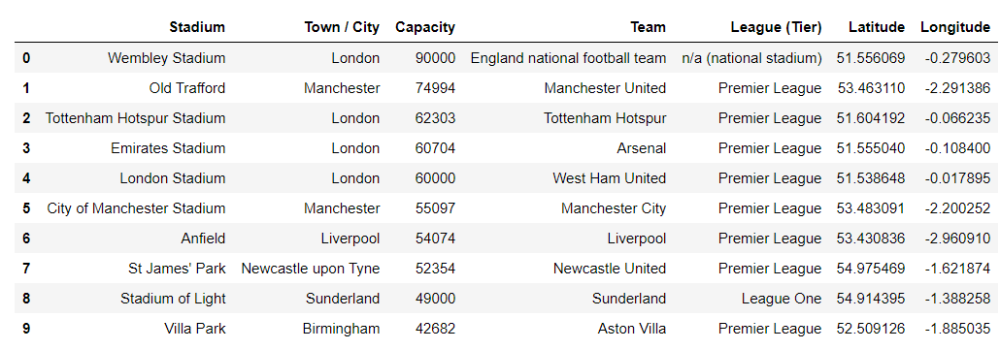 Stadium Town / City Capacity Team League (Tier) Latitude Longitude
0 Wembley Stadium London 90000 England national football team n/a (national stadium) 51.556069 -0.279603
1 Old Trafford Manchester 74994 Manchester United Premier League 53.463110 -2.291386
2 Tottenham Hotspur Stadium London 62303 Tottenham Hotspur Premier League 51.604192 -0.066235
3 Emirates Stadium London 60704 Arsenal Premier League 51.555040 -0.108400
4 London Stadium London 60000 West Ham United Premier League 51.538648 -0.017895
5 City of Manchester Stadium Manchester 55097 Manchester City Premier League 53.483091 -2.200252
6 Anfield Liverpool 54074 Liverpool Premier League 53.430836 -2.960910
7 St James' Park Newcastle upon Tyne 52354 Newcastle United Premier League 54.975469 -1.621874
8 Stadium of Light Sunderland 49000 Sunderland League One 54.914395 -1.388258
9 Villa Park Birmingham 42682 Aston Villa Premier League 52.509126 -1.885035